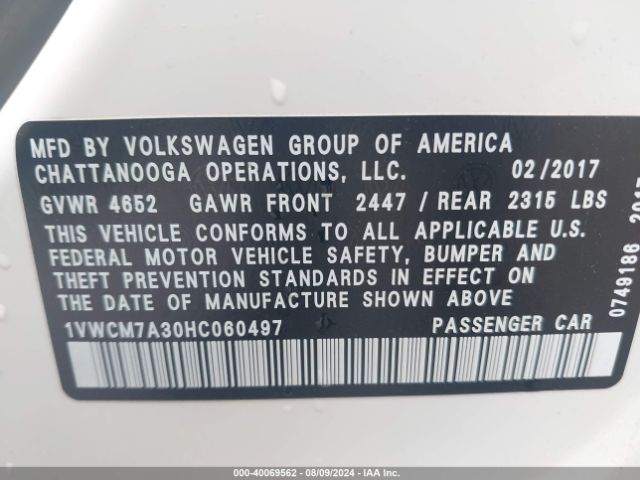 MFD BY VOLKSWAGEN GROUP OF AMERICA
CHATTANOOGA OPERATIONS, LLC. 02/2017
GVWR 4652 GAWR FRONT 2447 / REAR 2315 LBS
THIS VEHICLE CONFORMS TO ALL APPLICABLE U.S.
FEDERAL MOTOR VEHICLE SAFETY, BUMPER AND
THEFT PREVENTION STANDARDS IN EFFECT ON
THE DATE OF MANUFACTURE SHOWN ABOVE
1VWCM7A30HC060497 PASSENGER CAR
0749186
000-40069562 - 08/09/2024 - IAA Inc.